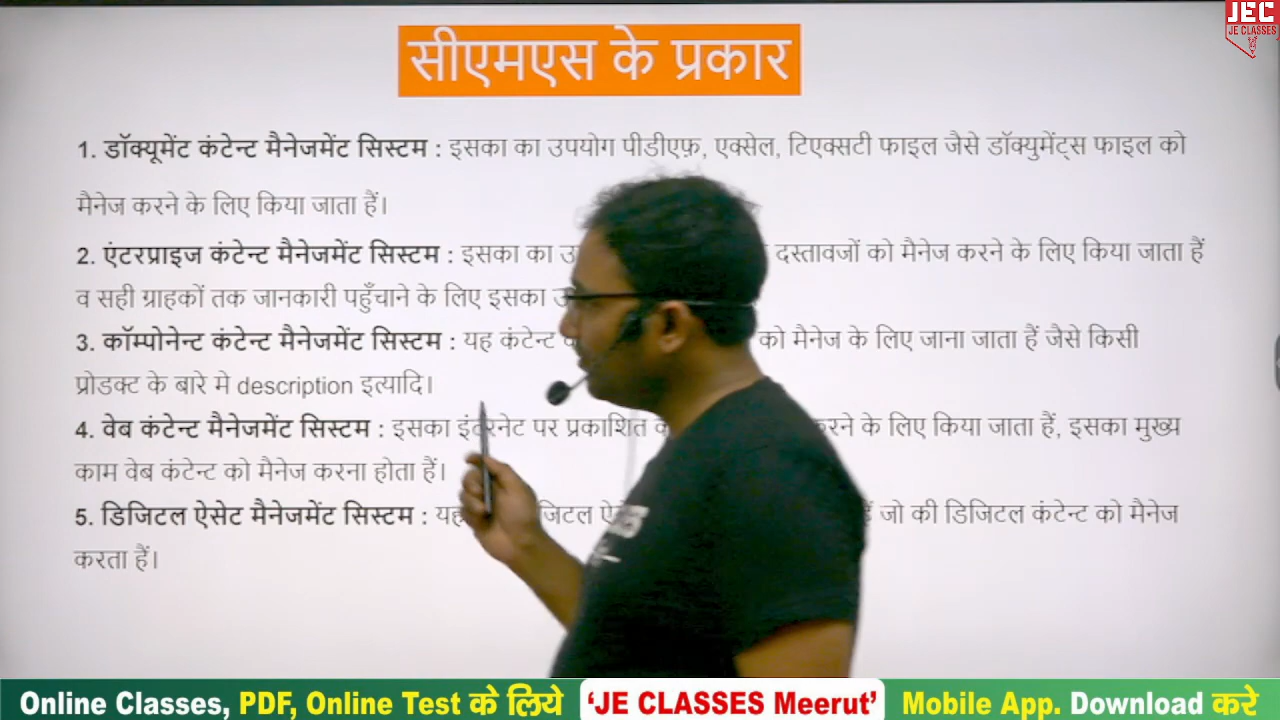 JEC
JE CLASSES
सीएमएस के प्रकार
1. डॉक्यूमेंट कंटेन्ट मैनेजमेंट सिस्टम : इसका का उपयोग पीडीएफ़, एक्सेल, टिएक्सटी फाइल जैसे डॉक्युमेंट्स फाइल को
मैनेज करने के लिए किया जाता हैं।
2. एंटरप्राइज कंटेन्ट मैनेजमेंट सिस्टम : इसका का दस्तावजों को मैनेज करने के लिए किया जाता हैं
व सही ग्राहकों तक जानकारी पहुँचाने के लिए इसका
3. कॉम्पोनेन्ट कंटेन्ट मैनेजमेंट सिस्टम : यह कंटेन्ट को मैनेज के लिए जाना जाता हैं जैसे किसी
प्रोडक्ट के बारे मे description इत्यादि।
4. वेब कंटेन्ट मैनेजमेंट सिस्टम : इसका इंटरनेट पर प्रकाशित के लिए किया जाता हैं, इसका मुख्य
काम वेब कंटेन्ट को मैनेज करना होता हैं।
5. डिजिटल ऐसेट मैनेजमेंट सिस्टम : जो की डिजिटल कंटेन्ट को मैनेज
करता हैं।
Online Classes, PDF, Online Test के लिये 'JE CLASSES Meerut' Mobile App. Download करे